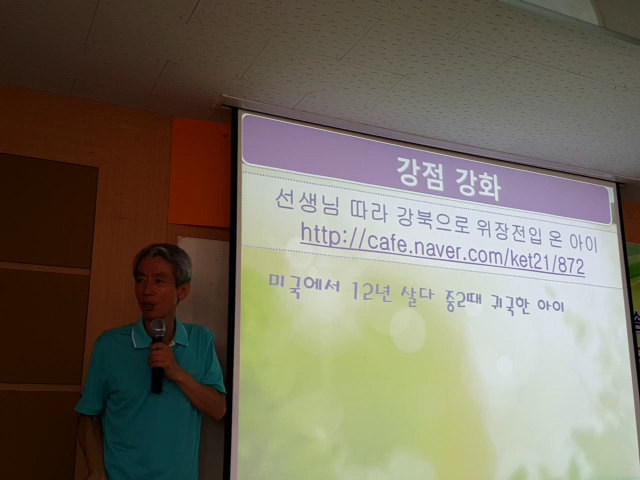 강점 강화
선생님 따라 강북으로 위장전입 온 아이
http://cafe.naver.com/ket21/872
미국에서 12년 살다 중2때 귀국한 아이